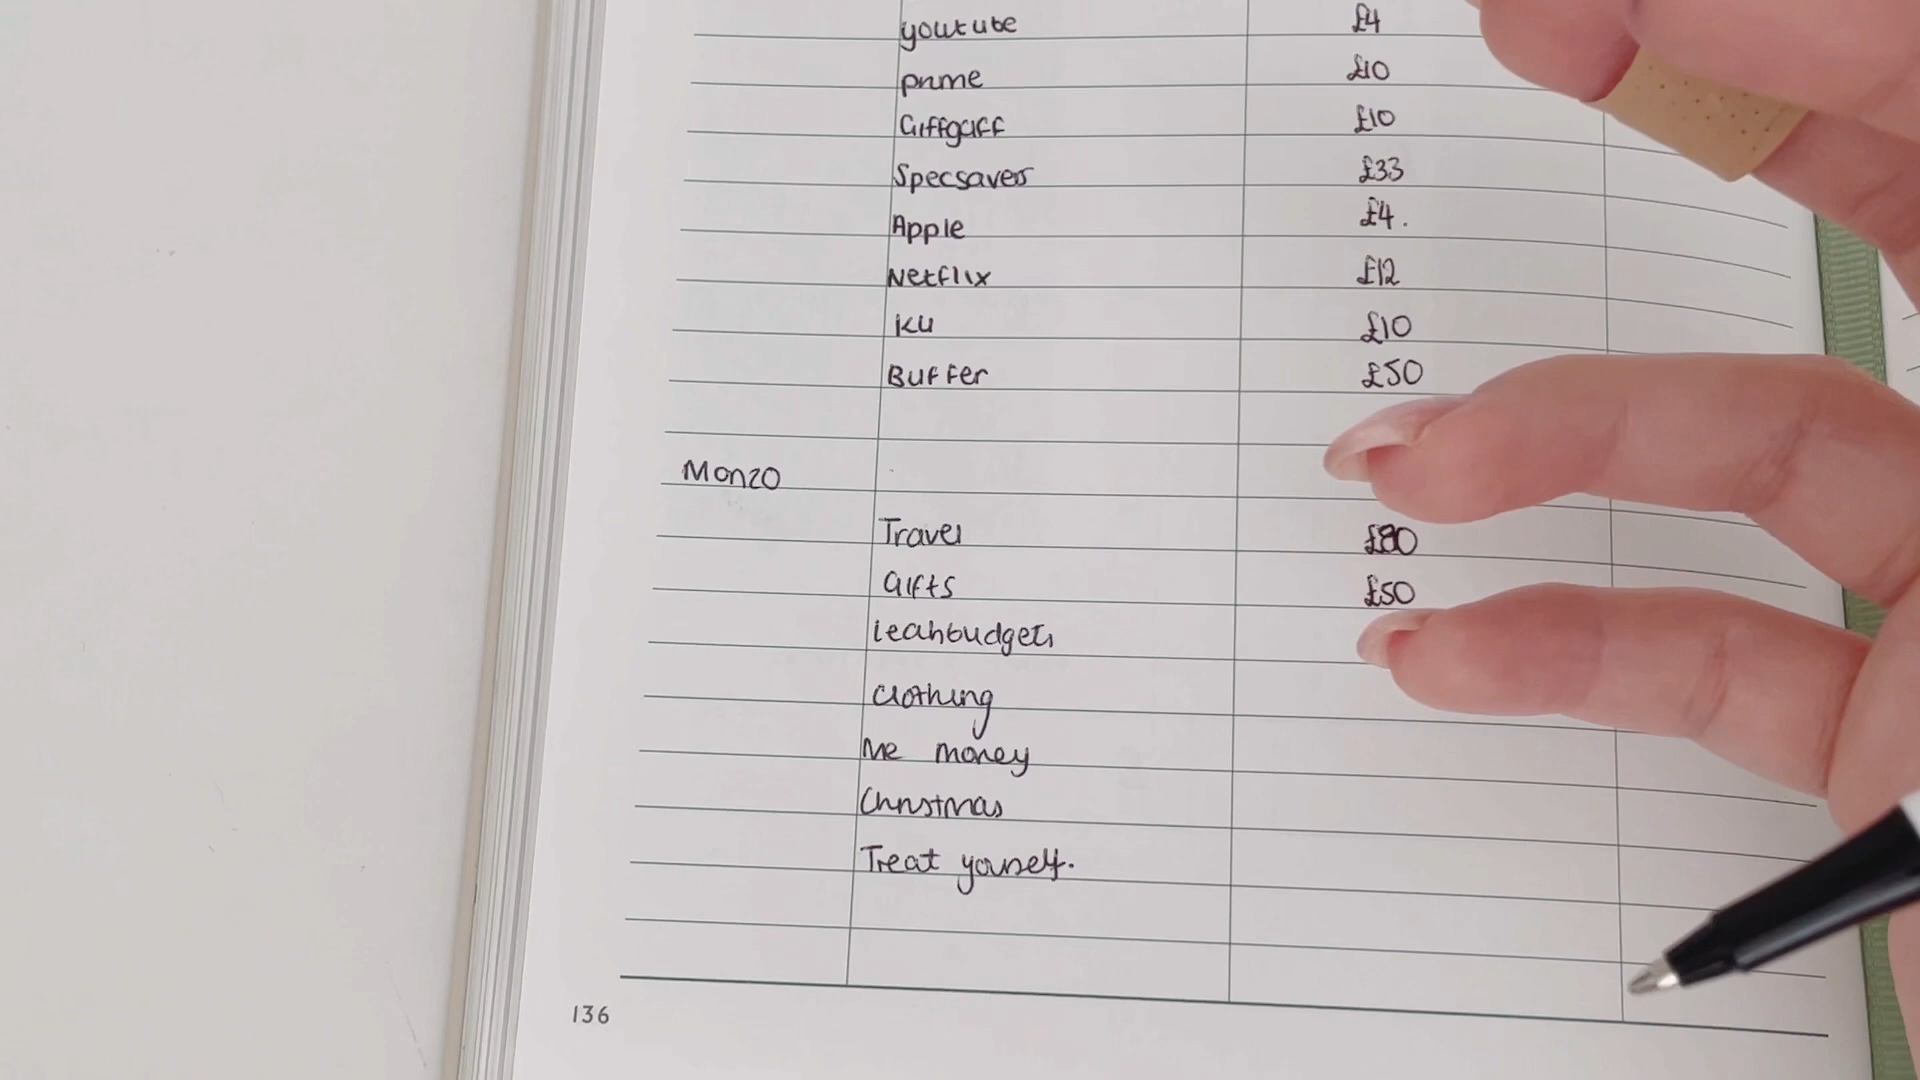 youtube £4
prime £10
Giffgaff £10
Specsavers £33
Apple £4.
Netflix £12
KU £10
Buffer £50
Monzo
Travel £80
Gifts £50
leahbudgets
Clothing
Me money
Christmas
Treat yourself.
136